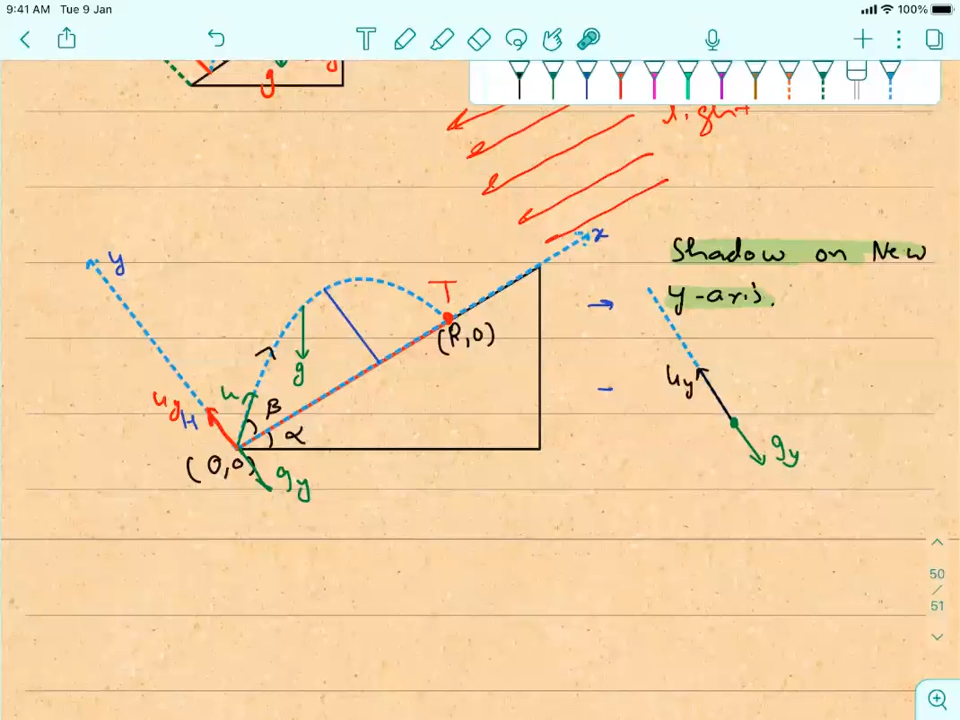 9:41 AM Tue 9 Jan
100%
T
g
light
y
x
Shadow on New
y-axis.
T
(R,0)
g
u
β
α
uy
H
(0,0)
gy
uy
gy
50
/
51